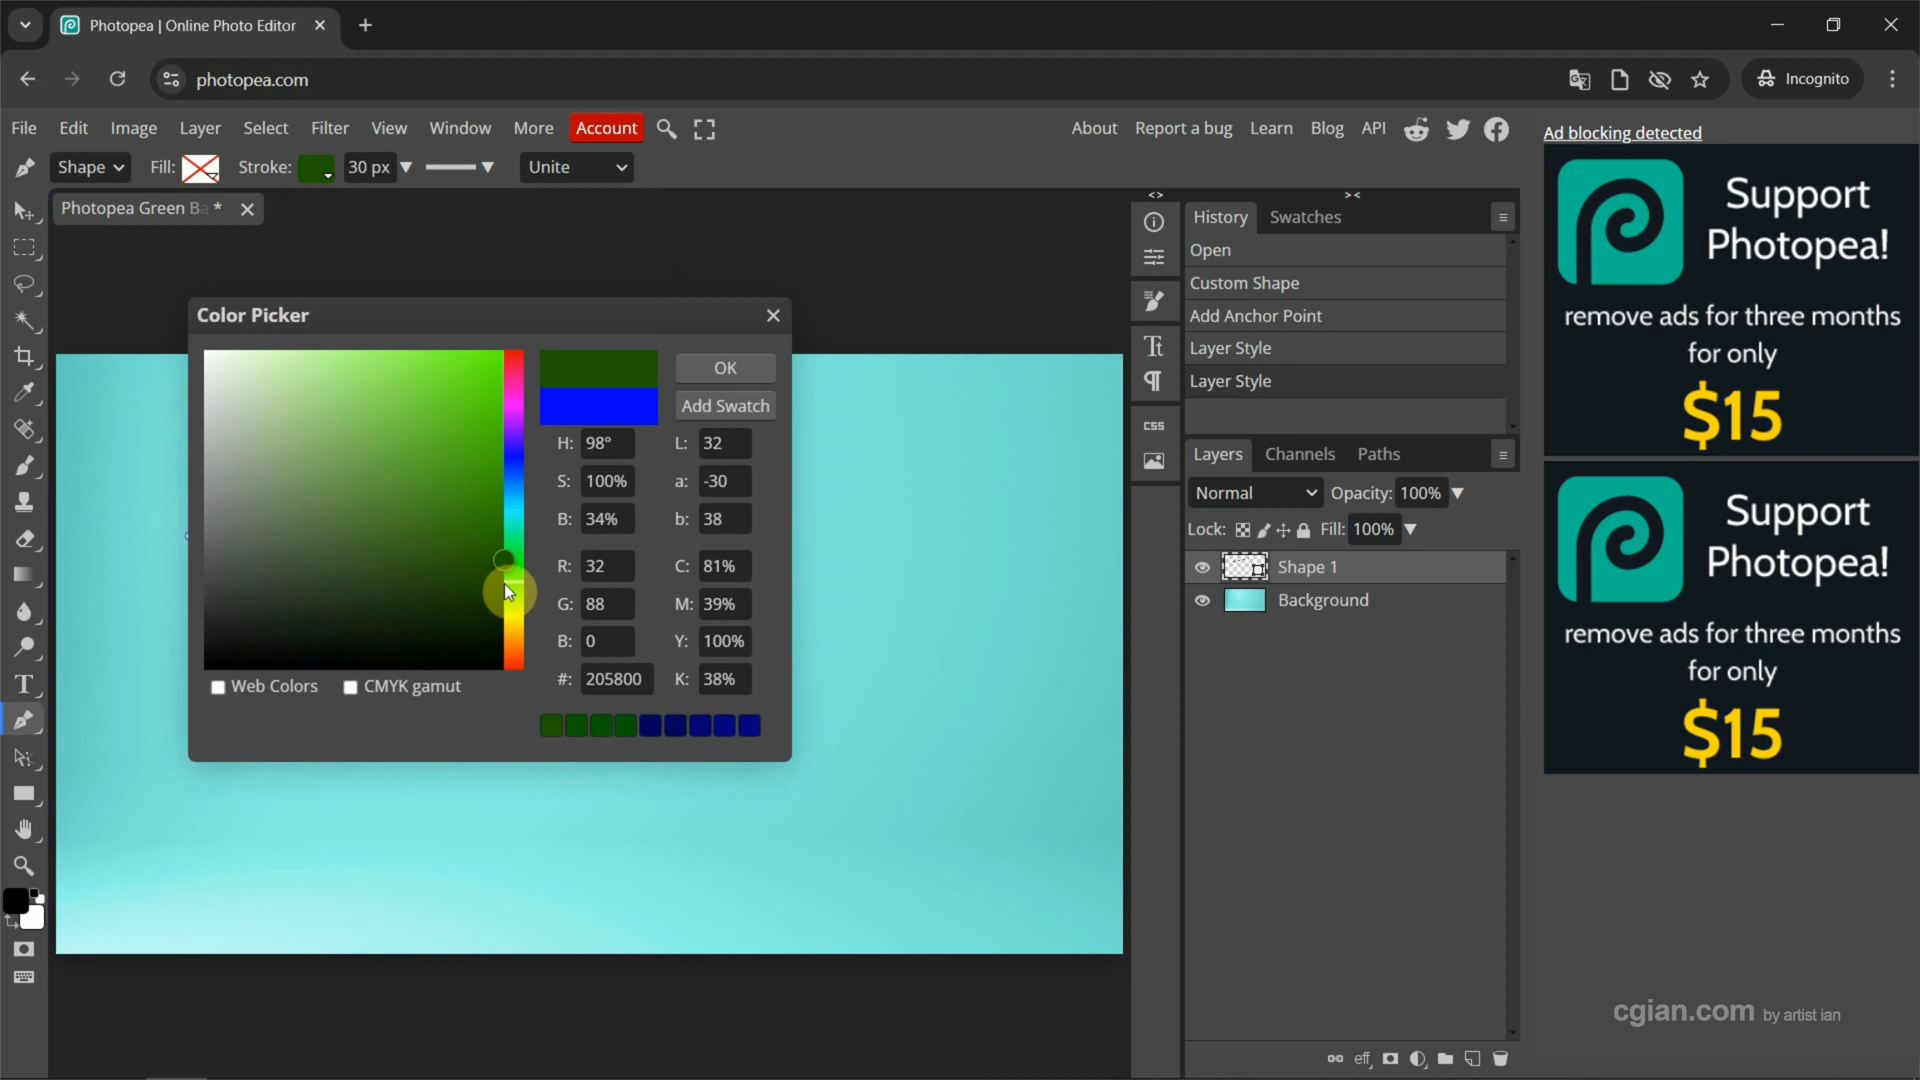 Photopea | Online Photo Editor
photopea.com
Incognito
File Edit Image Layer Select Filter View Window More Account
About Report a bug Learn Blog API
Ad blocking detected
Shape Fill: Stroke: 30 px Unite
Photopea Green Ba *
History Swatches
Open
Custom Shape
Add Anchor Point
Layer Style
Layer Style
Color Picker
OK
Add Swatch
H: 98° L: 32
S: 100% a: -30
B: 34% b: 38
R: 32 C: 81%
G: 88 M: 39%
B: 0 Y: 100%
#: 205800 K: 38%
Web Colors CMYK gamut
CSS
Layers Channels Paths
Normal Opacity: 100%
Lock: Fill: 100%
Shape 1
Background
eff
Support
Photopea!
remove ads for three months
for only
$15
Support
Photopea!
remove ads for three months
for only
$15
cgian.com by artist ian